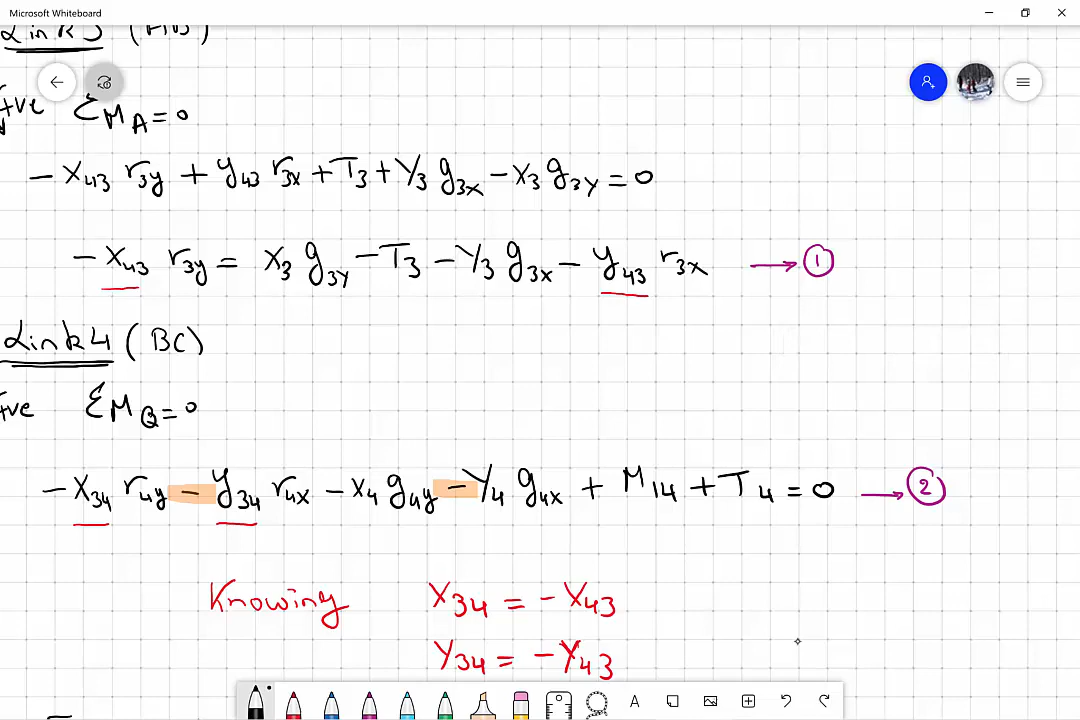 Microsoft Whiteboard
Link 3 (AB)
+ve ΣM_A = 0
- X43 r3y + y43 r3x + T3 + Y3 g3x - X3 g3y = 0
- X43 r3y = X3 g3y - T3 - Y3 g3x - y43 r3x → 1
Link 4 (BC)
+ve ΣM_Q = 0
- X34 r4y - y34 r4x - X4 g4y - Y4 g4x + M14 + T4 = 0 → 2
Knowing X34 = - X43
Y34 = - Y43
A